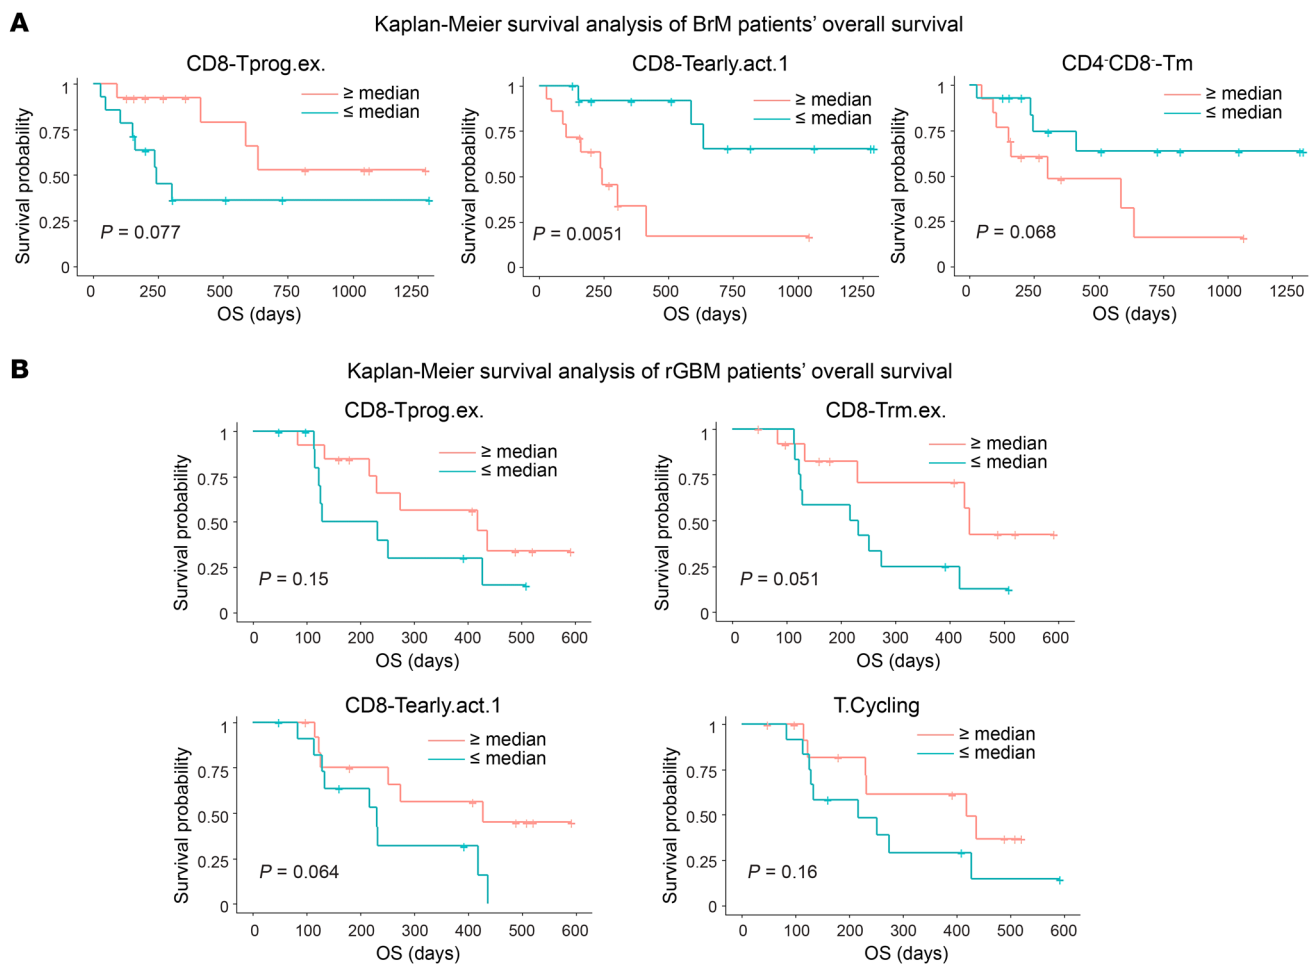 A
Kaplan-Meier survival analysis of BrM patients' overall survival
CD8-Tprog.ex.
≥ median
≤ median
Survival probability
1
0.75
0.50
0.25
0
P = 0.077
0 250 500 750 1000 1250
OS (days)
CD8-Tearly.act.1
≥ median
≤ median
Survival probability
1
0.75
0.50
0.25
0
P = 0.0051
0 250 500 750 1000 1250
OS (days)
CD4-CD8--Tm
≥ median
≤ median
Survival probability
1
0.75
0.50
0.25
0
P = 0.068
0 250 500 750 1000 1250
OS (days)
B
Kaplan-Meier survival analysis of rGBM patients' overall survival
CD8-Tprog.ex.
≥ median
≤ median
Survival probability
1
0.75
0.50
0.25
0
P = 0.15
0 100 200 300 400 500 600
OS (days)
CD8-Trm.ex.
≥ median
≤ median
Survival probability
1
0.75
0.50
0.25
0
P = 0.051
0 100 200 300 400 500 600
OS (days)
CD8-Tearly.act.1
≥ median
≤ median
Survival probability
1
0.75
0.50
0.25
0
P = 0.064
0 100 200 300 400 500 600
OS (days)
T.Cycling
≥ median
≤ median
Survival probability
1
0.75
0.50
0.25
0
P = 0.16
0 100 200 300 400 500 600
OS (days)